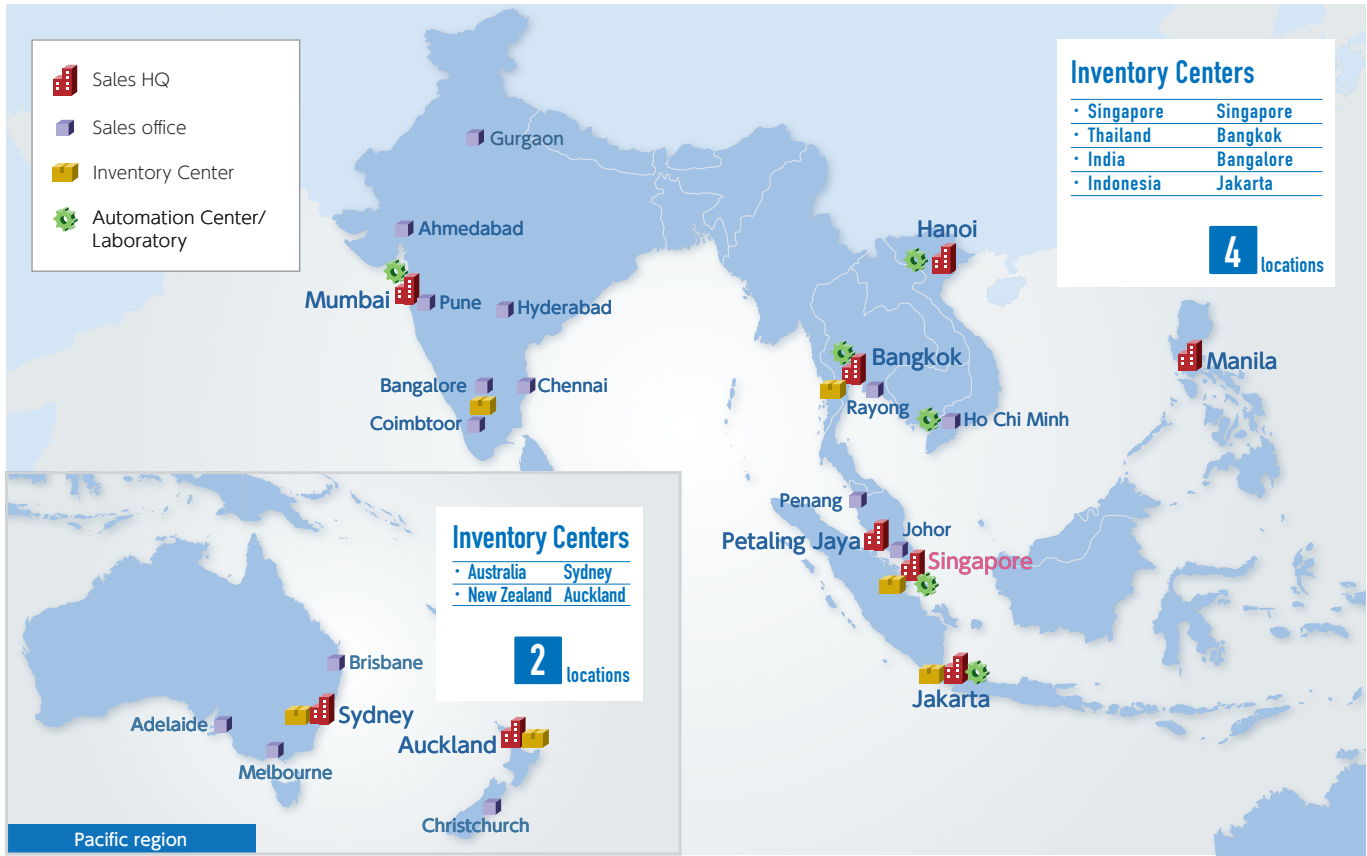 Sales HQ
Sales office
Inventory Center
Automation Center/
Laboratory
Inventory Centers
・ Singapore Singapore
・ Thailand Bangkok
・ India Bangalore
・ Indonesia Jakarta
4 locations
Gurgaon
Ahmedabad
Mumbai
Pune
Hyderabad
Bangalore
Chennai
Coimbtoor
Hanoi
Bangkok
Rayong
Ho Chi Minh
Manila
Penang
Petaling Jaya
Johor
Singapore
Jakarta
Inventory Centers
・ Australia Sydney
・ New Zealand Auckland
2 locations
Brisbane
Sydney
Adelaide
Melbourne
Auckland
Christchurch
Pacific region